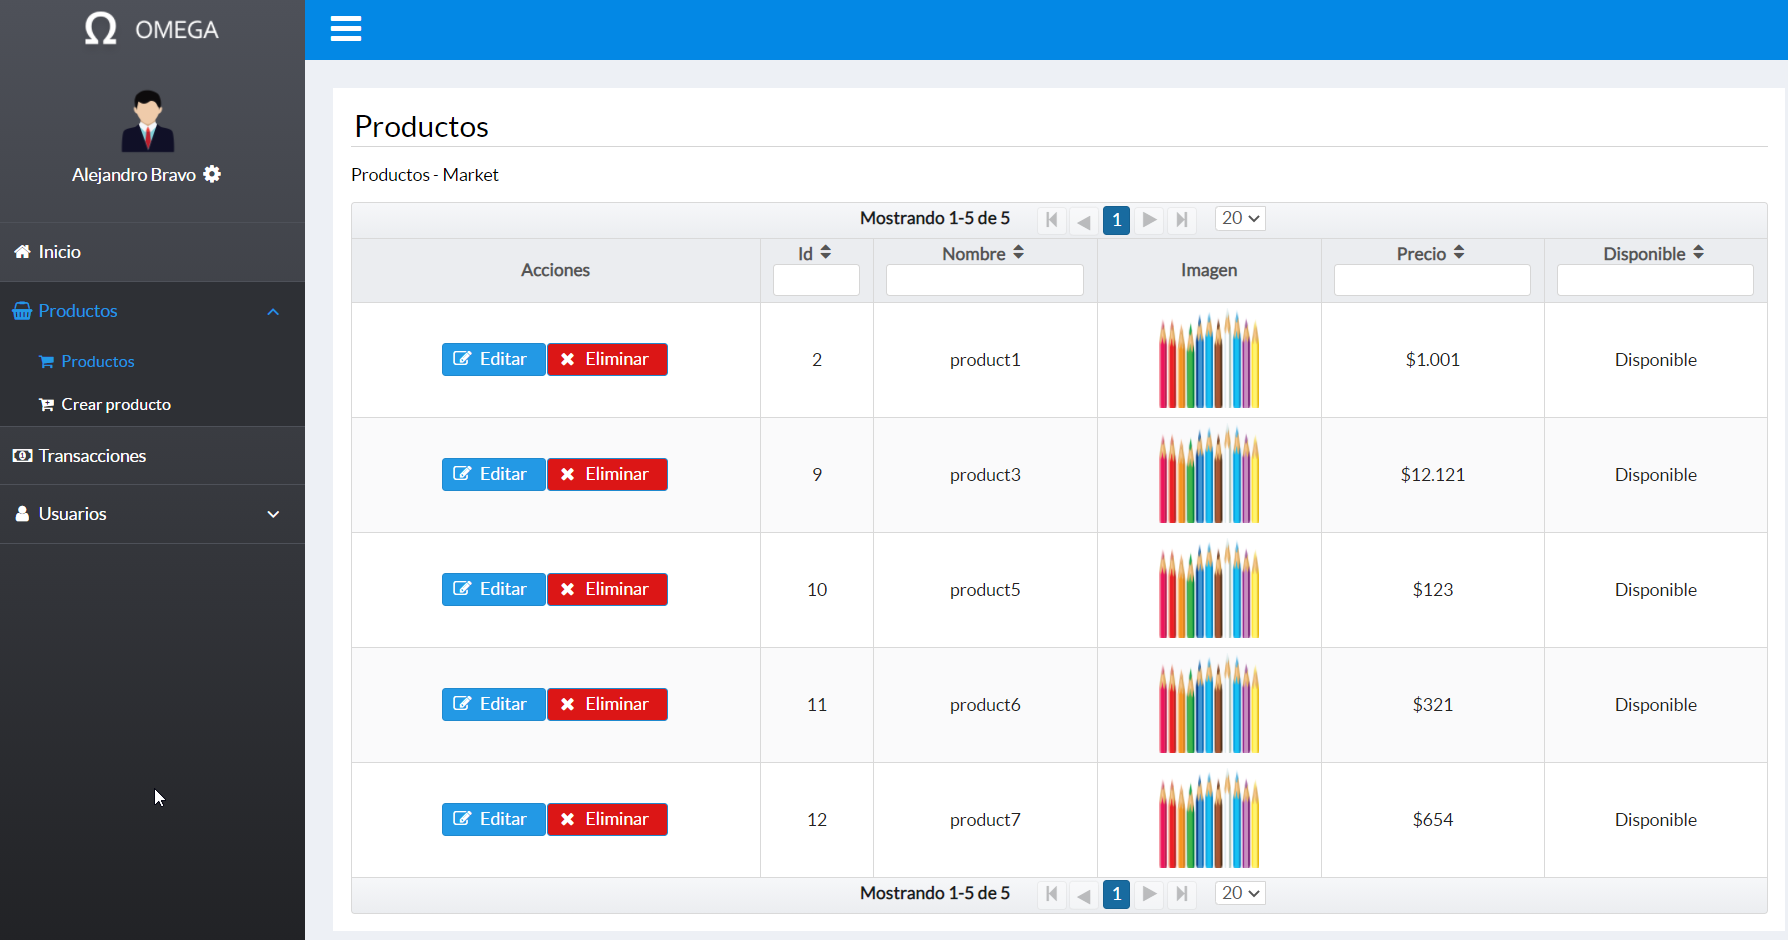 Ω OMEGA
Alejandro Bravo
Inicio
Productos
Productos
Crear producto
Transacciones
Usuarios
Productos
Productos - Market
Mostrando 1-5 de 5 1 20
Acciones Id Nombre Imagen Precio Disponible
Editar Eliminar 2 product1 $1.001 Disponible
Editar Eliminar 9 product3 $12.121 Disponible
Editar Eliminar 10 product5 $123 Disponible
Editar Eliminar 11 product6 $321 Disponible
Editar Eliminar 12 product7 $654 Disponible
Mostrando 1-5 de 5 1 20